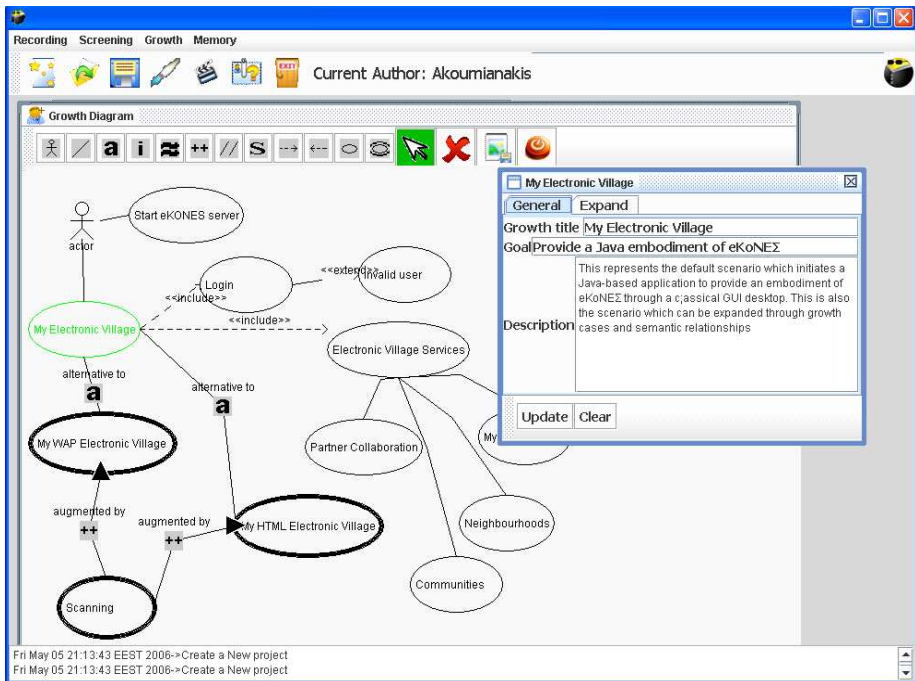 Recording Screening Growth Memory
EXIT
Current Author: Akoumianakis
Growth Diagram
a i ++ // S
My Electronic Village
General Expand
Growth title My Electronic Village
Goal Provide a Java embodiment of eKoNEΣ
Description
This represents the default scenario which initiates a
Java-based application to provide an embodiment of
eKoNEΣ through a c;assical GUI desktop. This is also
the scenario which can be expanded through growth
cases and semantic relationships
Update Clear
Start eKONES server
actor
Login
<<extend>>
Invalid user
<<include>>
<<include>>
My Electronic Village
Electronic Village Services
alternative to
a
alternative to
a
My WAP Electronic Village
Partner Collaboration
My
augmented by
++
augmented by
++
My HTML Electronic Village
Neighbourhoods
Communities
Scanning
Fri May 05 21:13:43 EEST 2006->Create a New project
Fri May 05 21:13:43 EEST 2006->Create a New project